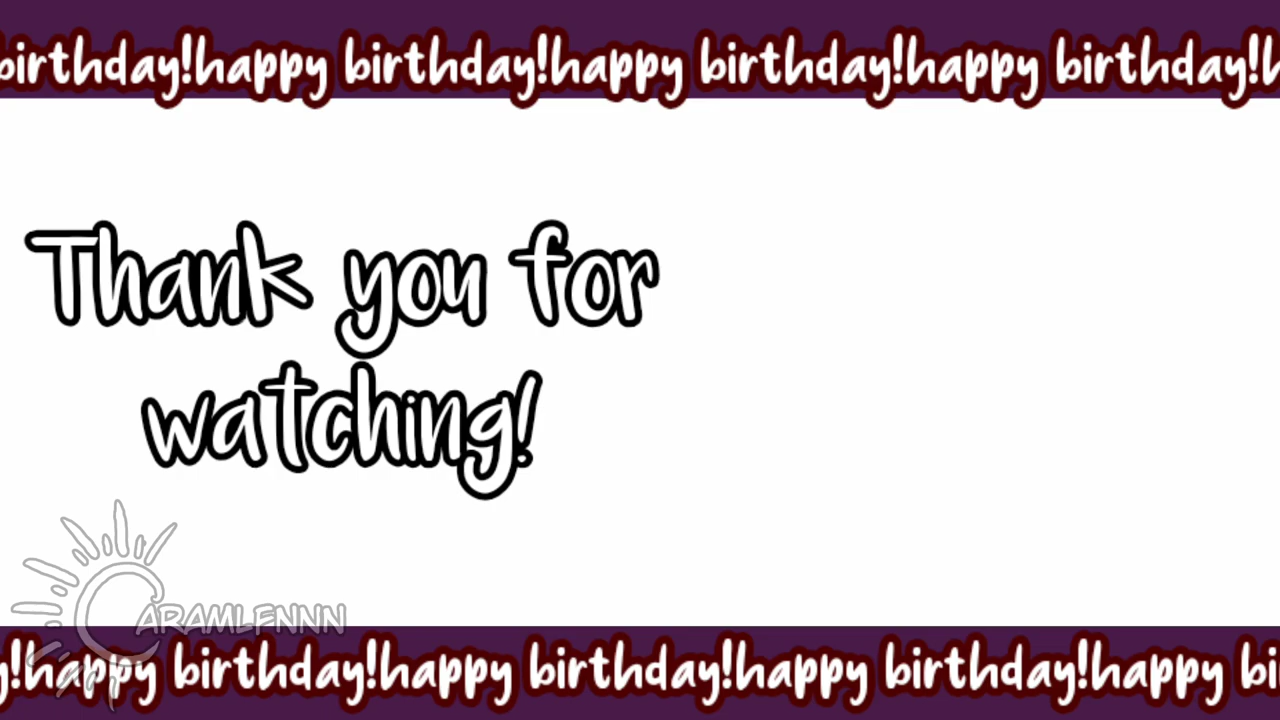 birthday!happy birthday!happy birthday!happy birthday!h
Thank you for
watching!
CARAMLENNN
y!happy birthday!happy birthday!happy birthday!happy bi